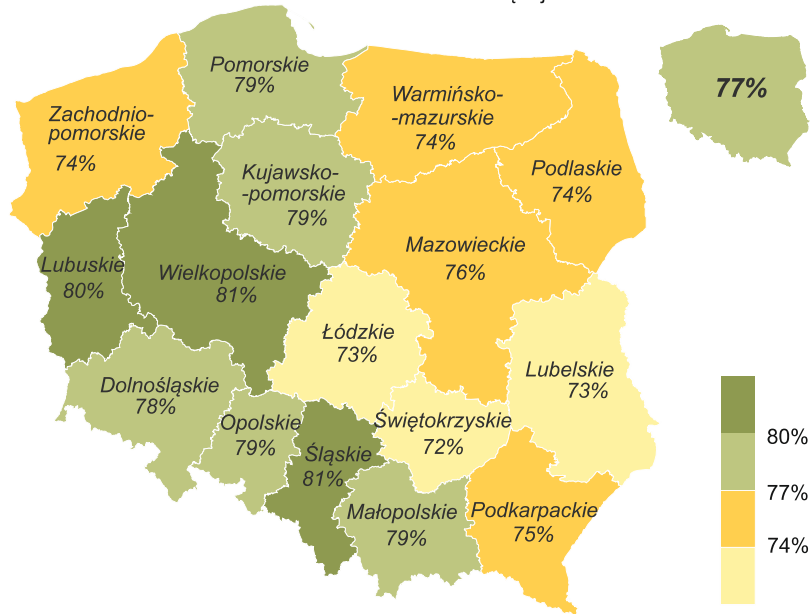 Pomorskie
79%
77%
Warmińsko-
-mazurskie
74%
Zachodnio-
pomorskie
74%
Kujawsko-
-pomorskie
79%
Podlaskie
74%
Mazowieckie
76%
Lubuskie
80%
Wielkopolskie
81%
Łódzkie
73%
Lubelskie
73%
Dolnośląskie
78%
Opolskie
79%
Świętokrzyskie
72%
Śląskie
81%
Małopolskie
79%
Podkarpackie
75%
80%
77%
74%